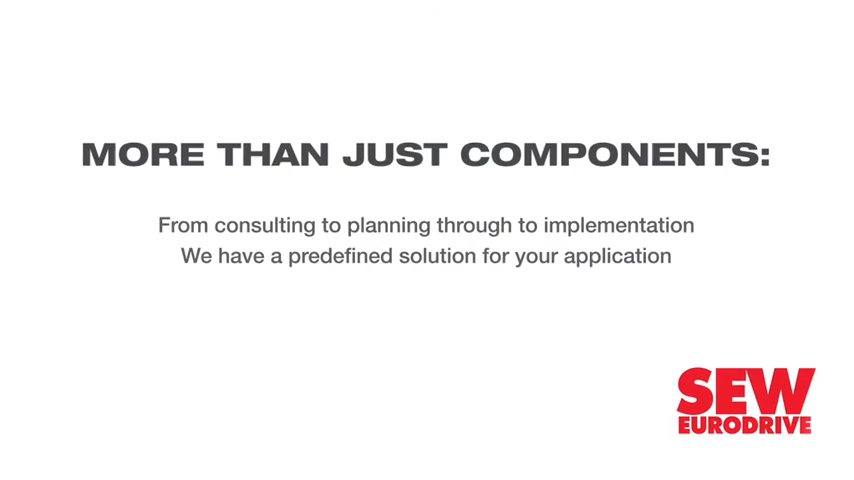 MORE THAN JUST COMPONENTS:
From consulting to planning through to implementation
We have a predefined solution for your application
SEW
EURODRIVE